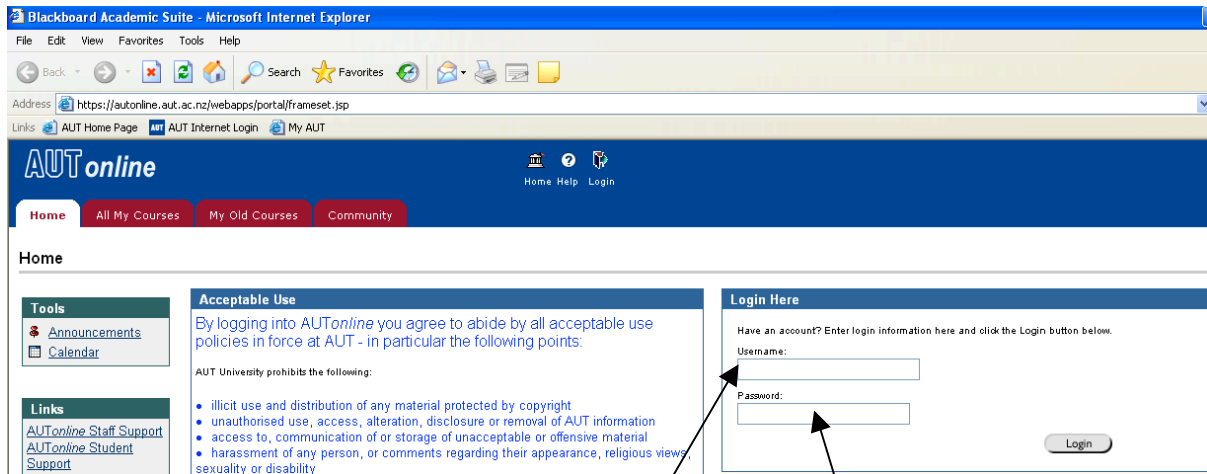 Blackboard Academic Suite - Microsoft Internet Explorer
File Edit View Favorites Tools Help
Back Search Favorites
Address https://autonline.aut.ac.nz/webapps/portal/frameset.jsp
Links AUT Home Page AUT AUT Internet Login My AUT
AUTonline
Home Help Login
Home All My Courses My Old Courses Community
Home
Tools
Announcements
Calendar
Links
AUTonline Staff Support
AUTonline Student
Support
Acceptable Use
By logging into AUTonline you agree to abide by all acceptable use
policies in force at AUT - in particular the following points:
AUT University prohibits the following:
• illicit use and distribution of any material protected by copyright
• unauthorised use, access, alteration, disclosure or removal of AUT information
• access to, communication of or storage of unacceptable or offensive material
• harassment of any person, or comments regarding their appearance, religious views,
sexuality or disability
Login Here
Have an account? Enter login information here and click the Login button below.
Username:
Password:
Login